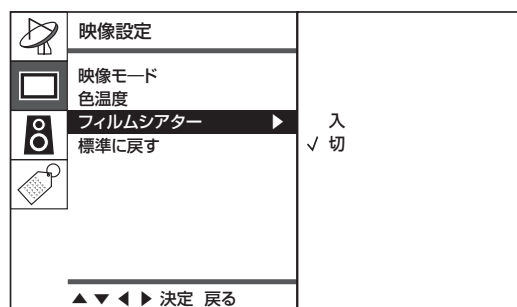 映像設定
映像モード
色温度
フィルムシアター ▶
標準に戻す
入
✓ 切
▲ ▼ ◀ ▶ 決定 戻る